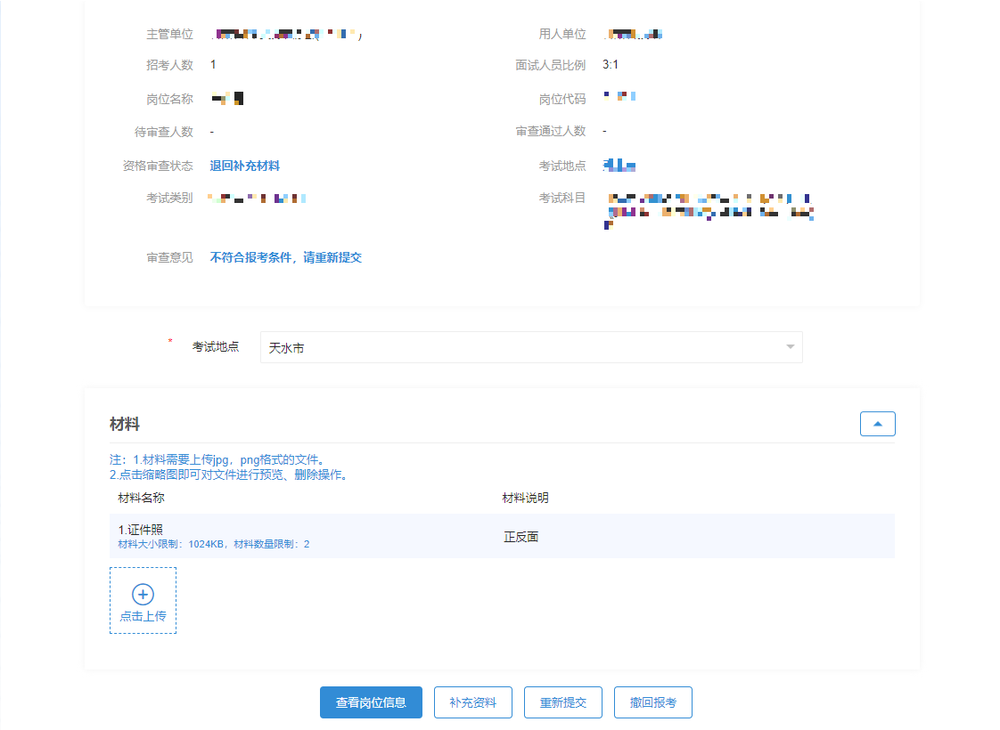 主管单位
用人单位
招考人数 1
面试人员比例 3:1
岗位名称
岗位代码
待审查人数 -
审查通过人数 -
资格审查状态 退回补充材料
考试地点
考试类别
考试科目
审查意见 不符合报考条件，请重新提交
* 考试地点 天水市
材料
注：1.材料需要上传jpg，png格式的文件。
2.点击缩略图即可对文件进行预览、删除操作。
材料名称 材料说明
1.证件照
材料大小限制：1024KB，材料数量限制：2
正反面
点击上传
查看岗位信息 补充资料 重新提交 撤回报考